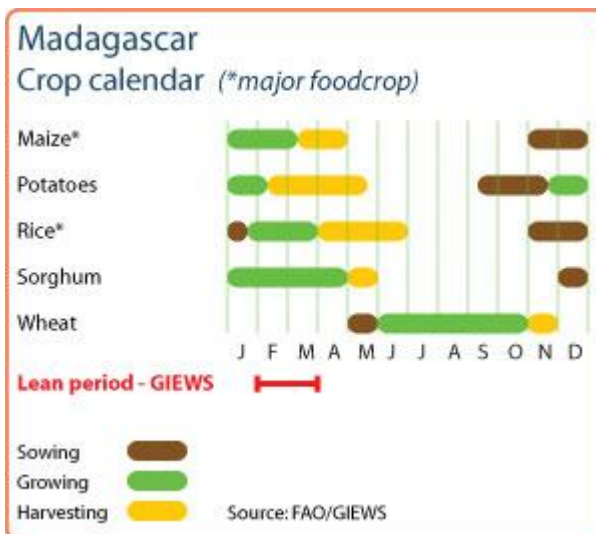 Madagascar
Crop calendar (*major foodcrop)
Maize*
Potatoes
Rice*
Sorghum
Wheat
J F M A M J J A S O N D
Lean period - GIEWS
Sowing
Growing
Harvesting
Source: FAO/GIEWS